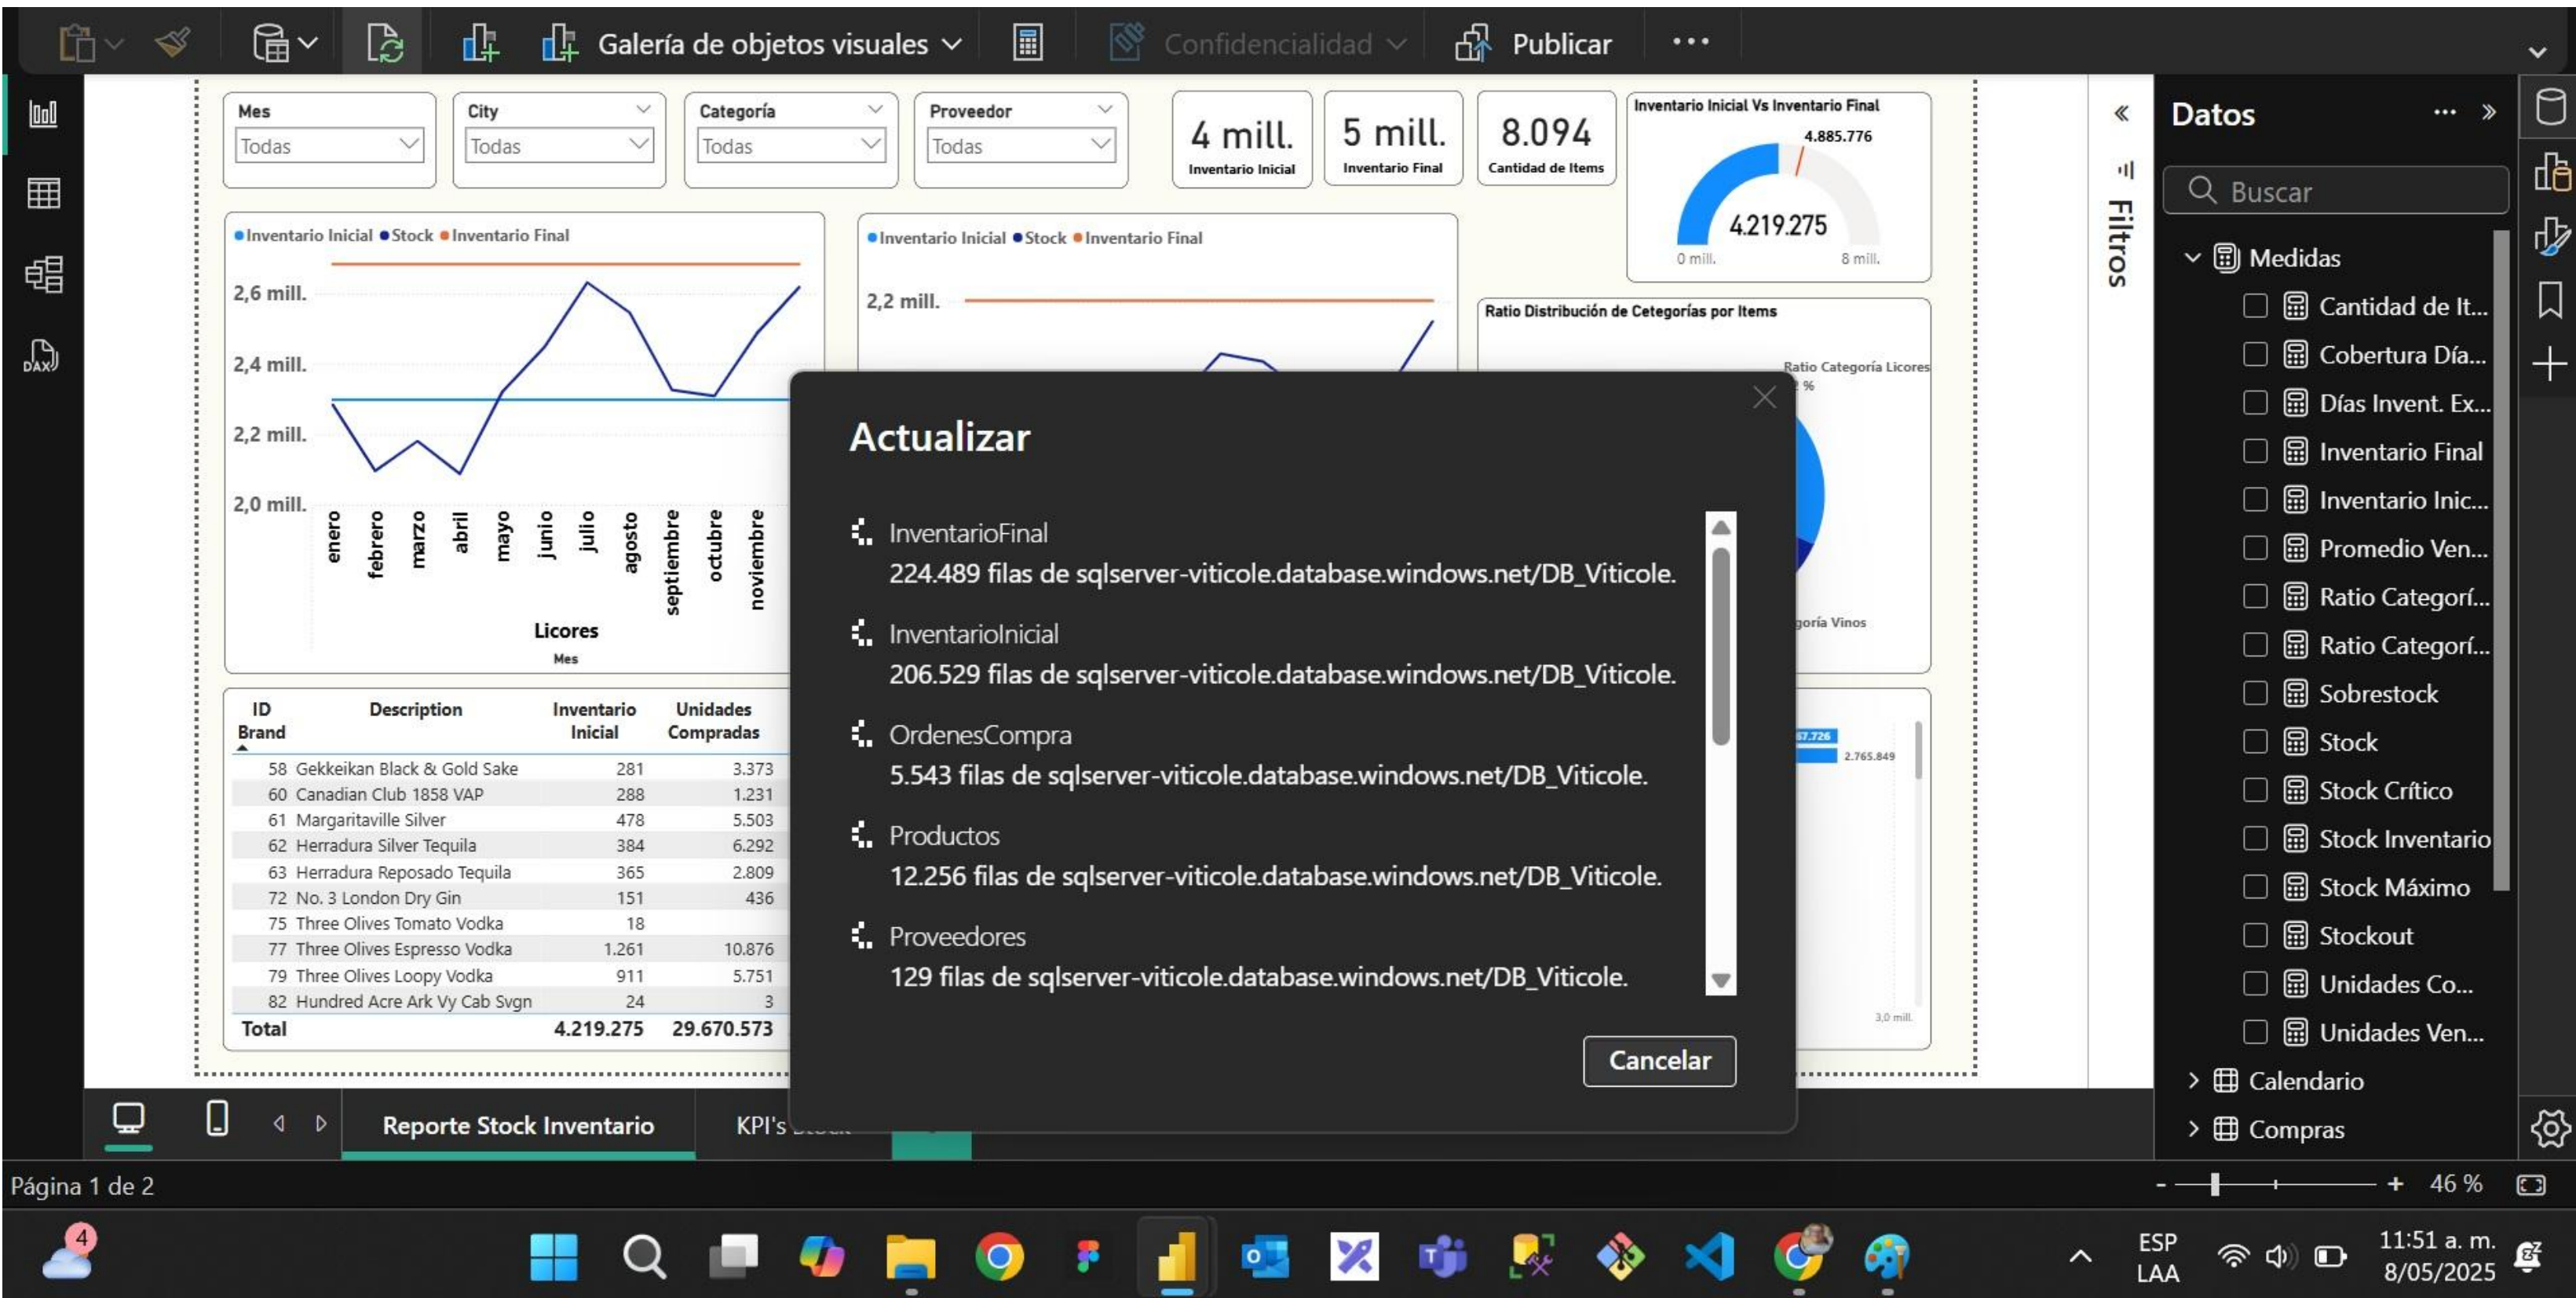 Galería de objetos visuales
Confidencialidad
Publicar
Mes
Todas
City
Todas
Categoría
Todas
Proveedor
Todas
4 mill.
Inventario Inicial
5 mill.
Inventario Final
8.094
Cantidad de Items
Inventario Inicial Vs Inventario Final
4.885.776
4.219.275
0 mill.
8 mill.
Inventario Inicial Stock Inventario Final
2,6 mill.
2,4 mill.
2,2 mill.
2,0 mill.
enero
febrero
marzo
abril
mayo
junio
julio
agosto
septiembre
octubre
noviembre
Licores
Mes
Inventario Inicial Stock Inventario Final
2,2 mill.
Ratio Distribución de Cetegorías por Items
Ratio Categoría Licores
%
goría Vinos
ID Brand Description Inventario Inicial Unidades Compradas
58 Gekkeikan Black & Gold Sake 281 3.373
60 Canadian Club 1858 VAP 288 1.231
61 Margaritaville Silver 478 5.503
62 Herradura Silver Tequila 384 6.292
63 Herradura Reposado Tequila 365 2.809
72 No. 3 London Dry Gin 151 436
75 Three Olives Tomato Vodka 18
77 Three Olives Espresso Vodka 1.261 10.876
79 Three Olives Loopy Vodka 911 5.751
82 Hundred Acre Ark Vy Cab Svgn 24 3
Total 4.219.275 29.670.573
67.726
2.765.849
3,0 mill.
Actualizar
InventarioFinal
224.489 filas de sqlserver-viticole.database.windows.net/DB_Viticole.
InventarioInicial
206.529 filas de sqlserver-viticole.database.windows.net/DB_Viticole.
OrdenesCompra
5.543 filas de sqlserver-viticole.database.windows.net/DB_Viticole.
Productos
12.256 filas de sqlserver-viticole.database.windows.net/DB_Viticole.
Proveedores
129 filas de sqlserver-viticole.database.windows.net/DB_Viticole.
Cancelar
Filtros
Datos
Buscar
Medidas
Cantidad de It...
Cobertura Día...
Días Invent. Ex...
Inventario Final
Inventario Inic...
Promedio Ven...
Ratio Categorí...
Ratio Categorí...
Sobrestock
Stock
Stock Crítico
Stock Inventario
Stock Máximo
Stockout
Unidades Co...
Unidades Ven...
Calendario
Compras
DAX
Reporte Stock Inventario
KPI's
Página 1 de 2
- + 46 %
4
ESP
LAA
11:51 a. m.
8/05/2025